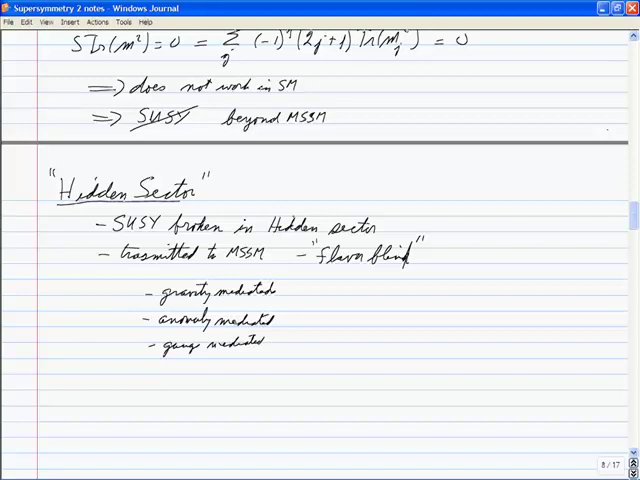 Supersymmetry 2 notes - Windows Journal
File Edit View Insert Actions Tools Help
STr(m²) = 0 = Σ_j (-1)^j (2j+1) Tr(m_j²) = 0
⟹ does not work in SM
⟹ SUSY beyond MSSM
"Hidden Sector"
- SUSY broken in Hidden sector
- trasmitted to MSSM - "flavor blind"
- gravity mediated
- anomaly mediated
- gauge mediated
8 / 17